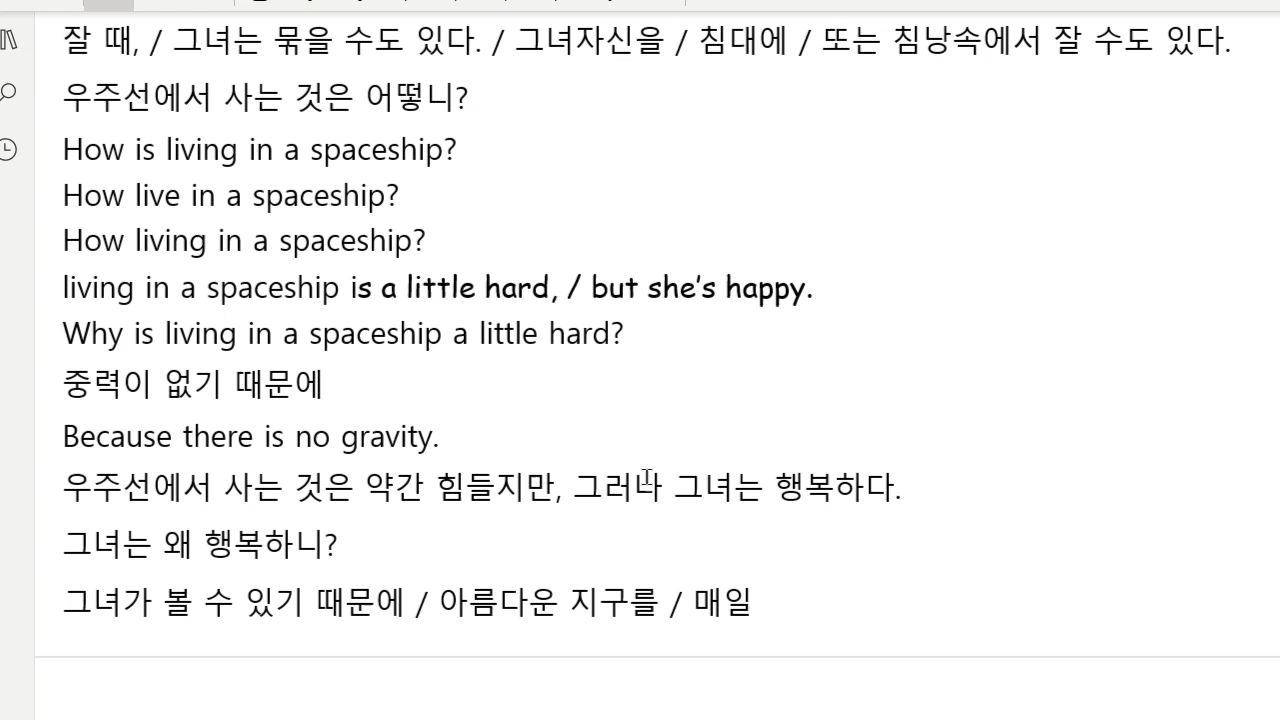 잘 때, / 그녀는 묶을 수도 있다. / 그녀자신을 / 침대에 / 또는 침낭속에서 잘 수도 있다.
우주선에서 사는 것은 어떻니?
How is living in a spaceship?
How live in a spaceship?
How living in a spaceship?
living in a spaceship is a little hard, / but she's happy.
Why is living in a spaceship a little hard?
중력이 없기 때문에
Because there is no gravity.
우주선에서 사는 것은 약간 힘들지만, 그러나 그녀는 행복하다.
그녀는 왜 행복하니?
그녀가 볼 수 있기 때문에 / 아름다운 지구를 / 매일